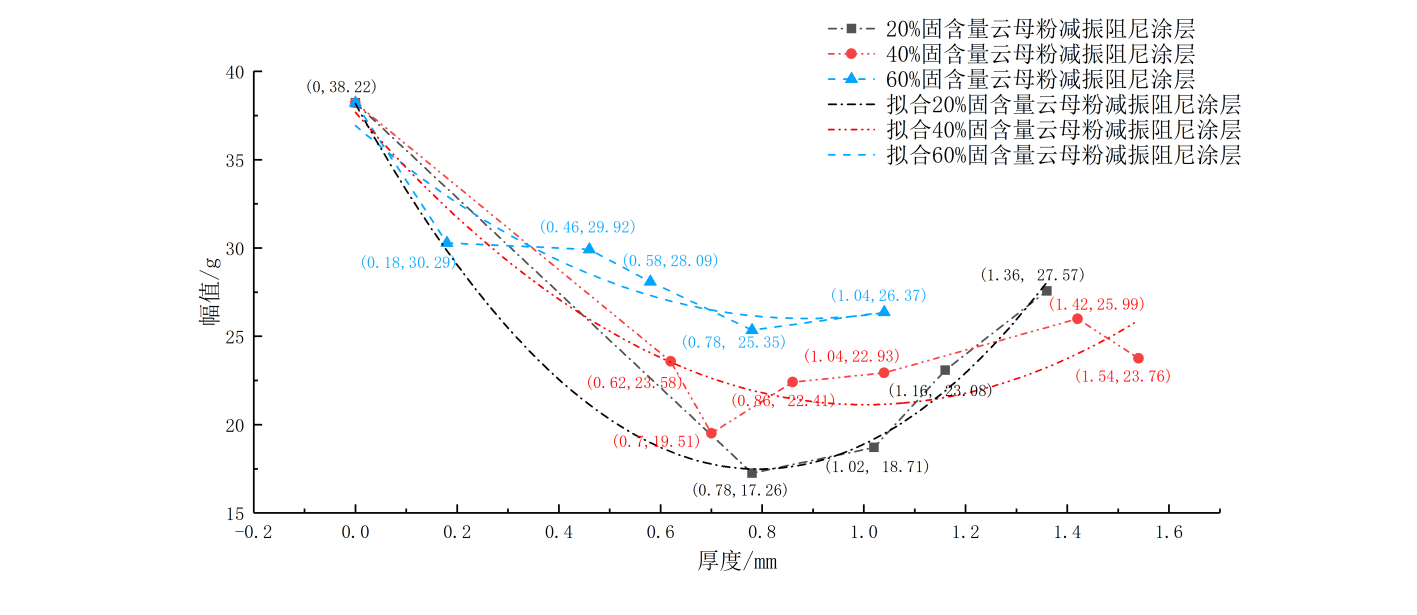 20%固含量云母粉减振阻尼涂层
40%固含量云母粉减振阻尼涂层
60%固含量云母粉减振阻尼涂层
拟合20%固含量云母粉减振阻尼涂层
拟合40%固含量云母粉减振阻尼涂层
拟合60%固含量云母粉减振阻尼涂层
40
35
30
25
20
15
幅值/g
(0,38.22)
(0.46,29.92)
(0.18,30.29)
(0.58,28.09)
(1.36, 27.57)
(1.04,26.37)
(1.42,25.99)
(0.78, 25.35)
(1.04,22.93)
(0.62,23.58)
(1.54,23.76)
(0.86, 22.41)
(1.16, 23.08)
(0.7,19.51)
(1.02, 18.71)
(0.78,17.26)
-0.2 0.0 0.2 0.4 0.6 0.8 1.0 1.2 1.4 1.6
厚度/mm